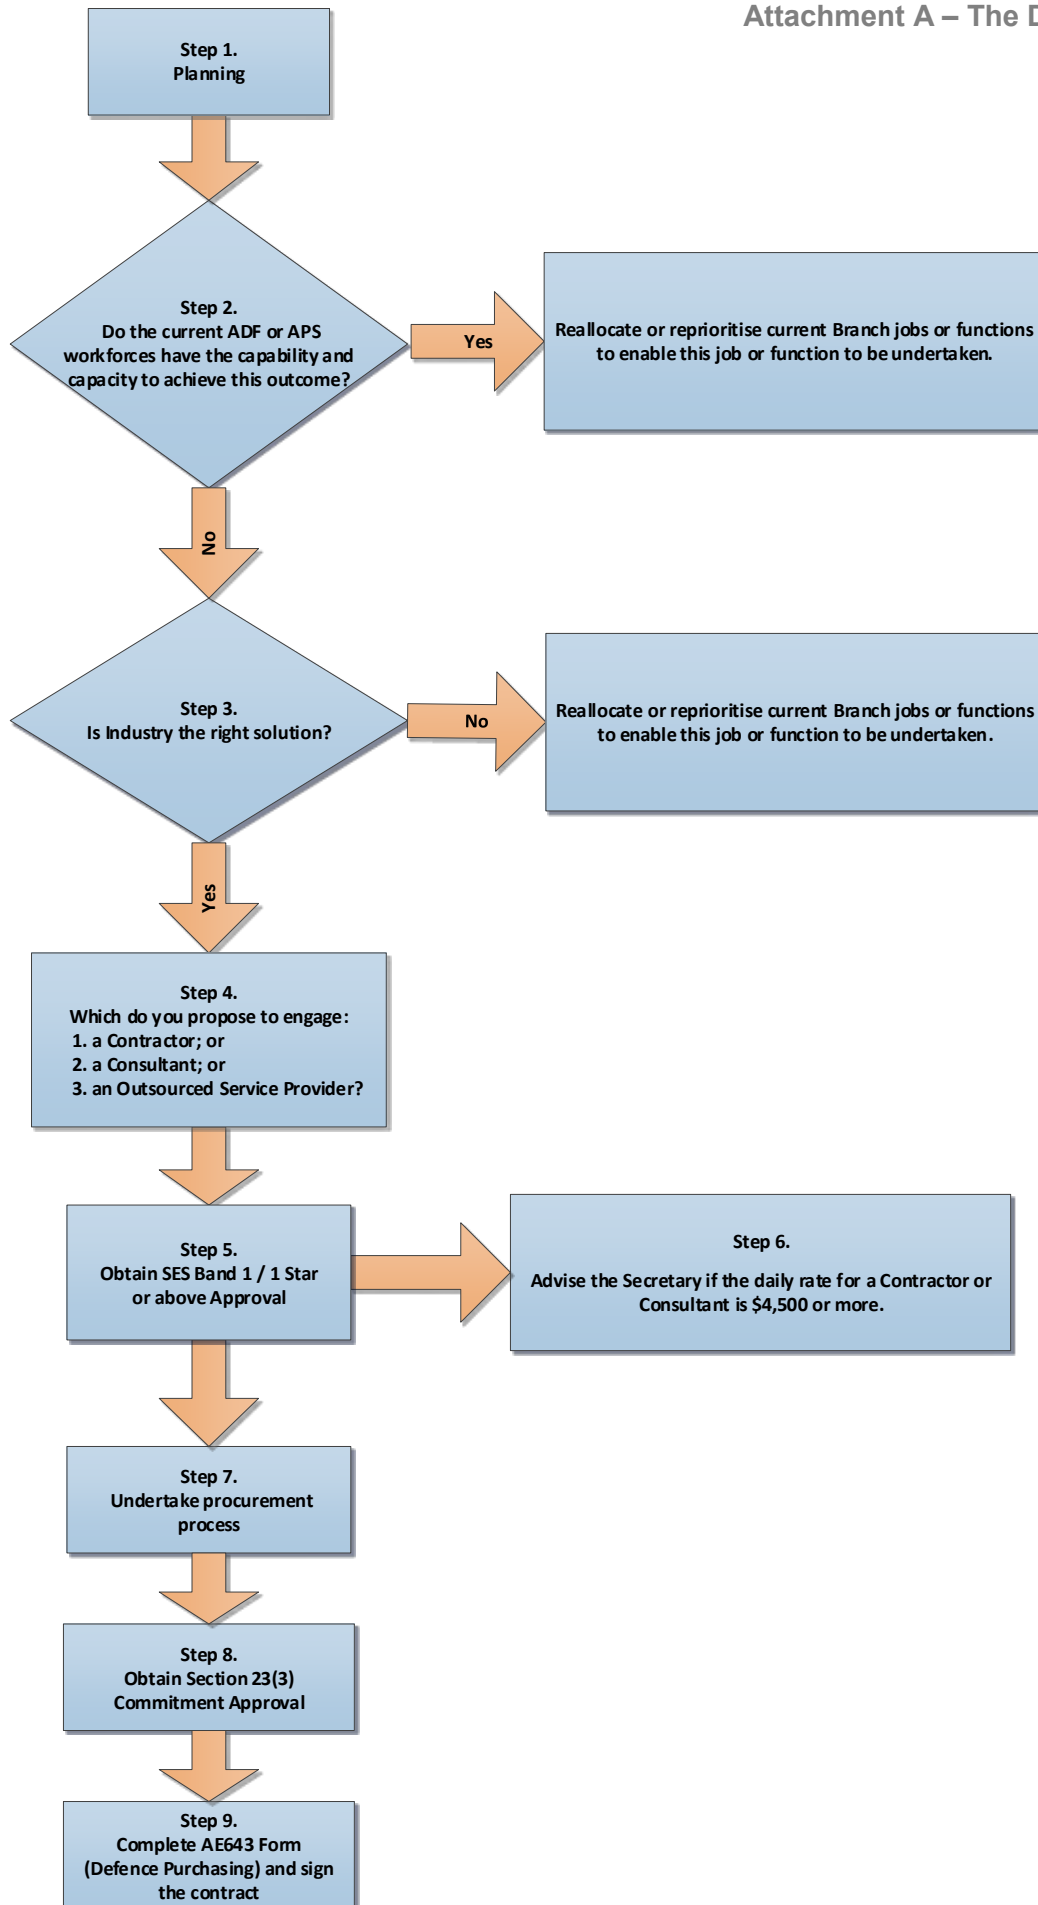 Attachment A – The D
Step 1.
Planning
Step 2.
Do the current ADF or APS
workforces have the capability and
capacity to achieve this outcome?
Yes
Reallocate or reprioritise current Branch jobs or functions
to enable this job or function to be undertaken.
No
Step 3.
Is Industry the right solution?
No
Reallocate or reprioritise current Branch jobs or functions
to enable this job or function to be undertaken.
Yes
Step 4.
Which do you propose to engage:
1. a Contractor; or
2. a Consultant; or
3. an Outsourced Service Provider?
Step 5.
Obtain SES Band 1 / 1 Star
or above Approval
Step 6.
Advise the Secretary if the daily rate for a Contractor or
Consultant is $4,500 or more.
Step 7.
Undertake procurement
process
Step 8.
Obtain Section 23(3)
Commitment Approval
Step 9.
Complete AE643 Form
(Defence Purchasing) and sign
the contract